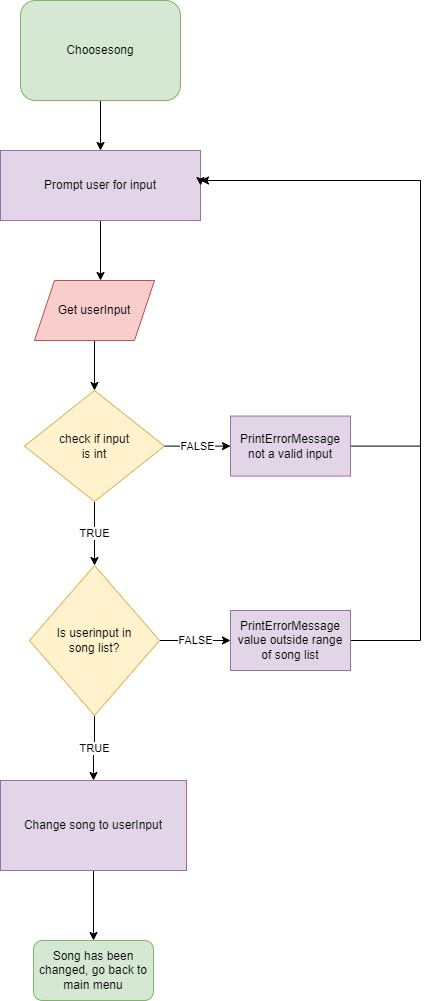 Choosesong
Prompt user for input
Get userInput
check if input
is int
FALSE
PrintErrorMessage
not a valid input
TRUE
Is userinput in
song list?
FALSE
PrintErrorMessage
value outside range
of song list
TRUE
Change song to userInput
Song has been
changed, go back to
main menu